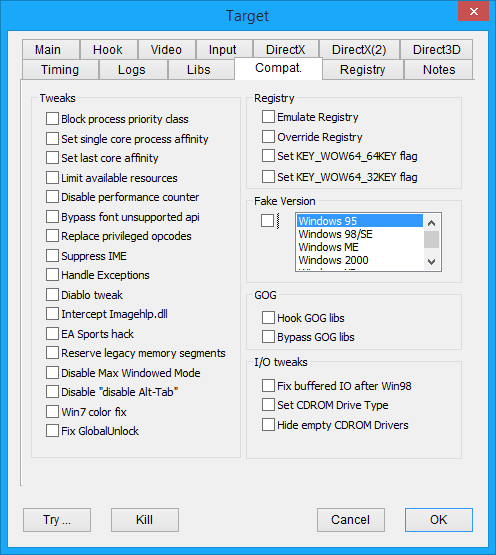 Target
Main Hook Video Input DirectX DirectX(2) Direct3D
Timing Logs Libs Compat. Registry Notes
Tweaks
Block process priority class
Set single core process affinity
Set last core affinity
Limit available resources
Disable performance counter
Bypass font unsupported api
Replace privileged opcodes
Suppress IME
Handle Exceptions
Diablo tweak
Intercept Imagehlp.dll
EA Sports hack
Reserve legacy memory segments
Disable Max Windowed Mode
Disable "disable Alt-Tab"
Win7 color fix
Fix GlobalUnlock
Registry
Emulate Registry
Override Registry
Set KEY_WOW64_64KEY flag
Set KEY_WOW64_32KEY flag
Fake Version
Windows 95
Windows 98/SE
Windows ME
Windows 2000
GOG
Hook GOG libs
Bypass GOG libs
I/O tweaks
Fix buffered IO after Win98
Set CDROM Drive Type
Hide empty CDROM Drivers
Try ... Kill Cancel OK